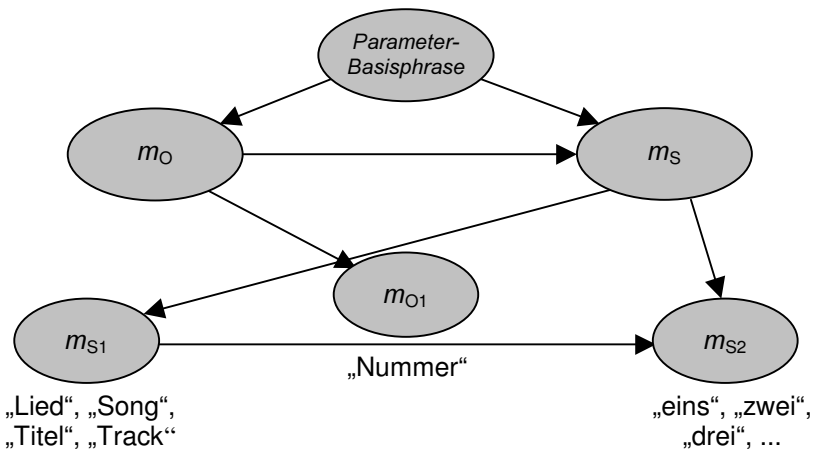 Parameter-
Basisphrase
mO
mS
mO1
mS1
mS2
„Nummer“
„Lied“, „Song“,
„Titel“, „Track“
„eins“, „zwei“,
„drei“, ...